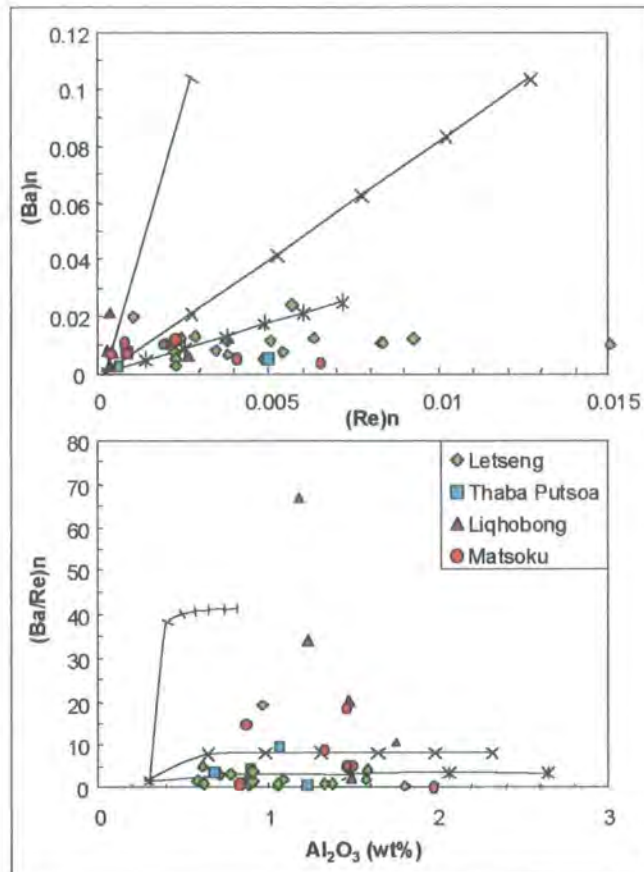 0.12
0.1
0.08
0.06
0.04
0.02
0
(Ba)n
0 0.005 0.01 0.015
(Re)n
80
70
60
50
40
30
20
10
0
(Ba/Re)n
Letseng
Thaba Putsoa
Liqhobong
Matsoku
0 1 2 3
Al₂O₃ (wt%)